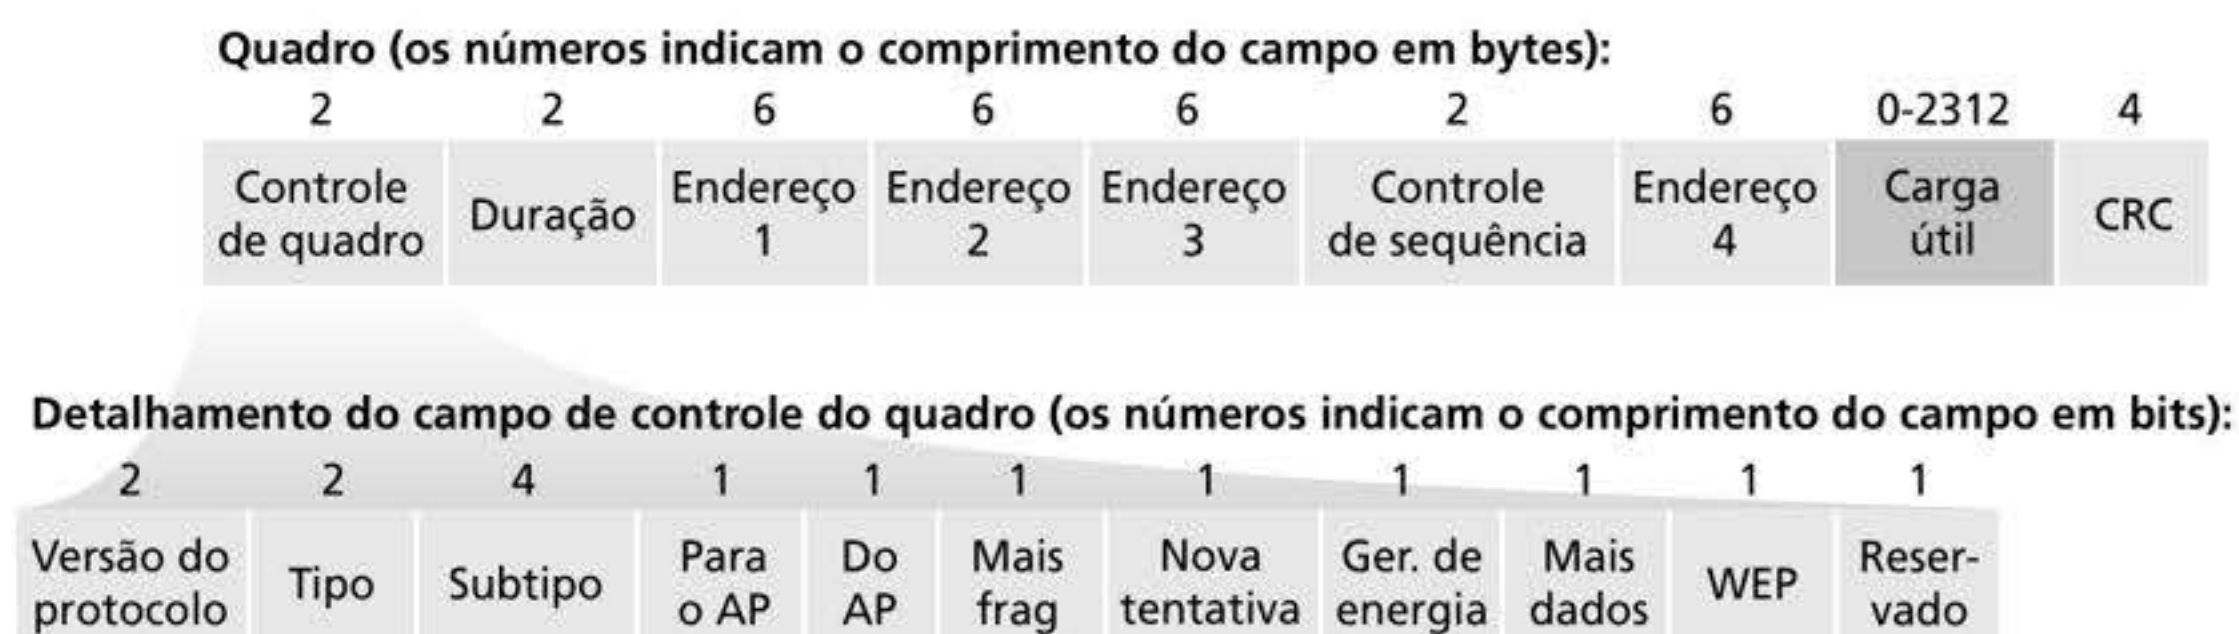 Quadro (os números indicam o comprimento do campo em bytes):
2 2 6 6 6 2 6 0-2312 4
Controle de quadro Duração Endereço 1 Endereço 2 Endereço 3 Controle de sequência Endereço 4 Carga útil CRC
Detalhamento do campo de controle do quadro (os números indicam o comprimento do campo em bits):
2 2 4 1 1 1 1 1 1 1 1
Versão do protocolo Tipo Subtipo Para o AP Do AP Mais frag Nova tentativa Ger. de energia Mais dados WEP Reser- vado